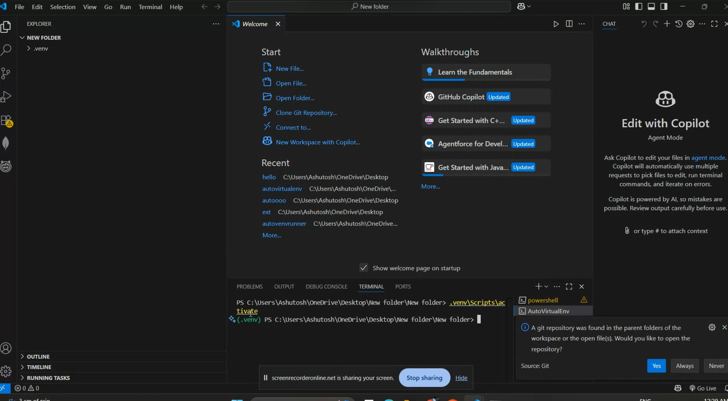 File Edit Selection View Go Run Terminal Help
New folder
EXPLORER
NEW FOLDER
.venv
OUTLINE
TIMELINE
RUNNING TASKS
Welcome
Start
New File...
Open File...
Open Folder...
Clone Git Repository...
Connect to...
New Workspace with Copilot...
Recent
hello C:\Users\Ashutosh\OneDrive\Desktop
autovirtualenv C:\Users\Ashutosh\OneDrive\...
autoooo C:\Users\Ashutosh\OneDrive\Desktop
ext C:\Users\Ashutosh\OneDrive\Desktop
autovenvrunner C:\Users\Ashutosh\OneDrive...
More...
Walkthroughs
Learn the Fundamentals
GitHub Copilot Updated
Get Started with C+... Updated
Agentforce for Devel... Updated
Get Started with Java... Updated
More...
Show welcome page on startup
PROBLEMS OUTPUT DEBUG CONSOLE TERMINAL PORTS
PS C:\Users\Ashutosh\OneDrive\Desktop\New folder\New folder> .venv\Scripts\ac
tivate
(.venv) PS C:\Users\Ashutosh\OneDrive\Desktop\New folder\New folder>
powershell
AutoVirtualEnv
CHAT
Edit with Copilot
Agent Mode
Ask Copilot to edit your files in agent mode.
Copilot will automatically use multiple
requests to pick files to edit, run terminal
commands, and iterate on errors.
Copilot is powered by AI, so mistakes are
possible. Review output carefully before use.
or type # to attach context
A git repository was found in the parent folders of the
workspace or the open file(s). Would you like to open the
repository?
Source: Git
Yes Always Never
screenrecorderonline.net is sharing your screen. Stop sharing Hide
0 0
Go Live